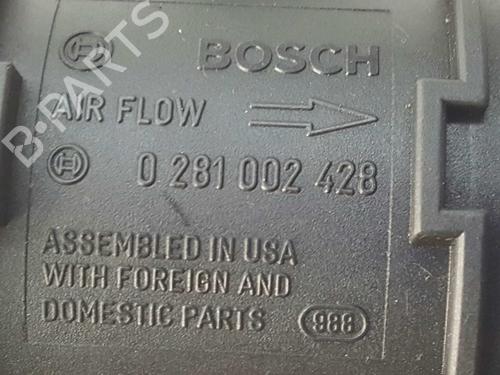 BOSCH
AIR FLOW
0 281 002 428
ASSEMBLED IN USA
WITH FOREIGN AND
DOMESTIC PARTS 988
B-PARTS